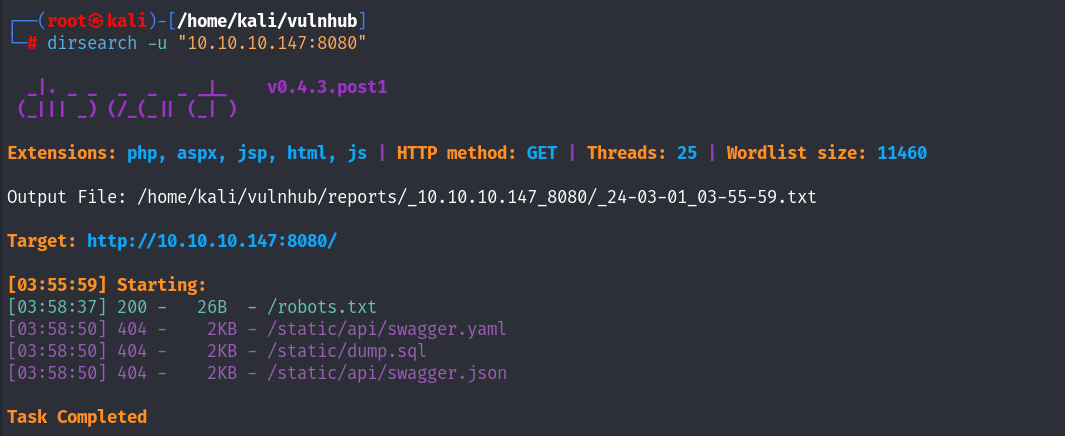 ┌──(root㉿kali)-[/home/kali/vulnhub]
└─# dirsearch -u "10.10.10.147:8080"
  _|. _ _  _  _  _ _|_    v0.4.3.post1
 (_||| _) (/_(_|| (_| )
Extensions: php, aspx, jsp, html, js | HTTP method: GET | Threads: 25 | Wordlist size: 11460
Output File: /home/kali/vulnhub/reports/_10.10.10.147_8080/_24-03-01_03-55-59.txt
Target: http://10.10.10.147:8080/
[03:55:59] Starting:
[03:58:37] 200 -   26B  - /robots.txt
[03:58:50] 404 -    2KB - /static/api/swagger.yaml
[03:58:50] 404 -    2KB - /static/dump.sql
[03:58:50] 404 -    2KB - /static/api/swagger.json
Task Completed